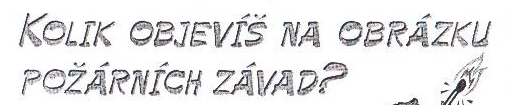 KOLIK OBJEVÍŠ NA OBRÁZKU
POŽÁRNÍCH ZÁVAD?